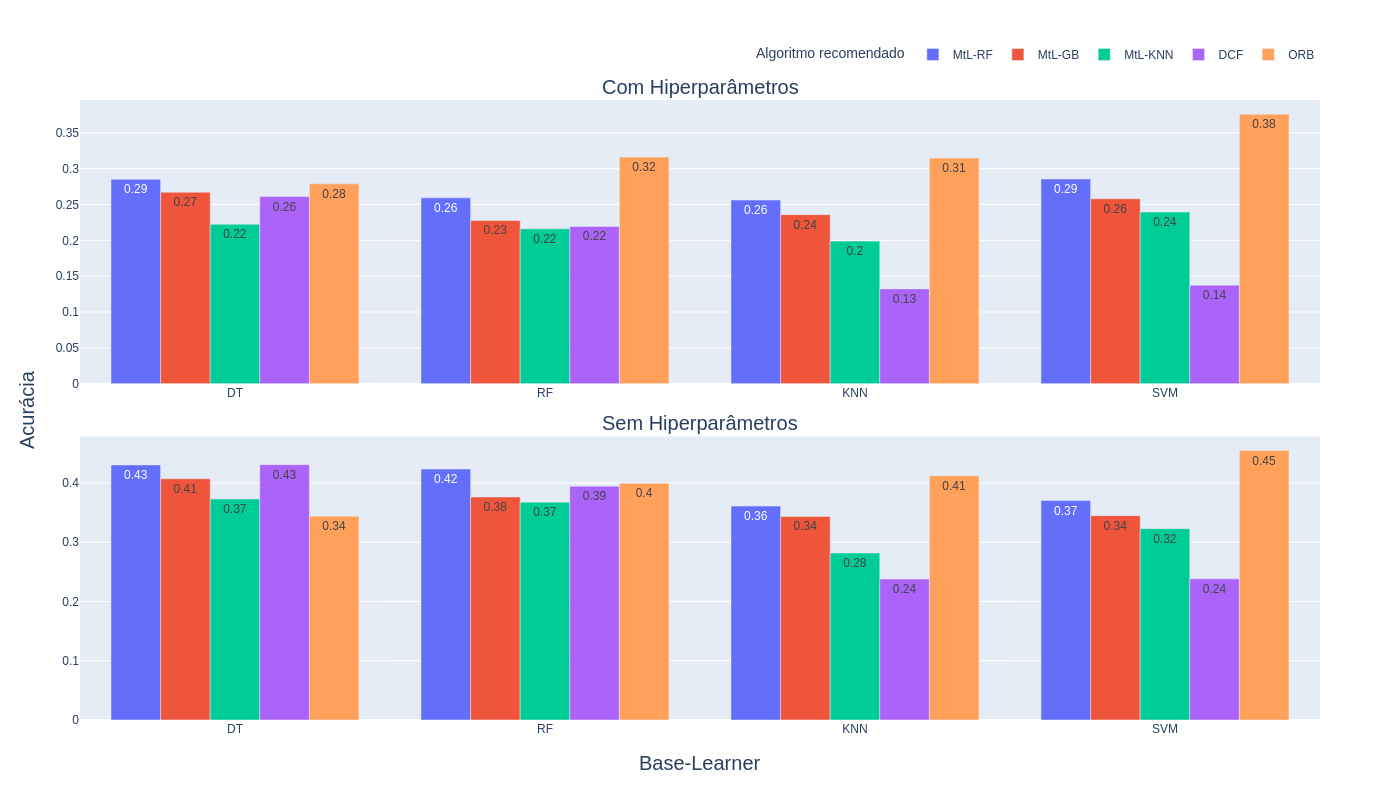 Algoritmo recomendado MtL-RF MtL-GB MtL-KNN DCF ORB
Com Hiperparâmetros
0.35
0.3
0.25
0.2
0.15
0.1
0.05
0
0.29 0.27 0.22 0.26 0.28
0.26 0.23 0.22 0.22 0.32
0.26 0.24 0.2 0.13 0.31
0.29 0.26 0.24 0.14 0.38
DT RF KNN SVM
Acurácia
Sem Hiperparâmetros
0.4
0.3
0.2
0.1
0
0.43 0.41 0.37 0.43 0.34
0.42 0.38 0.37 0.39 0.4
0.36 0.34 0.28 0.24 0.41
0.37 0.34 0.32 0.24 0.45
DT RF KNN SVM
Base-Learner